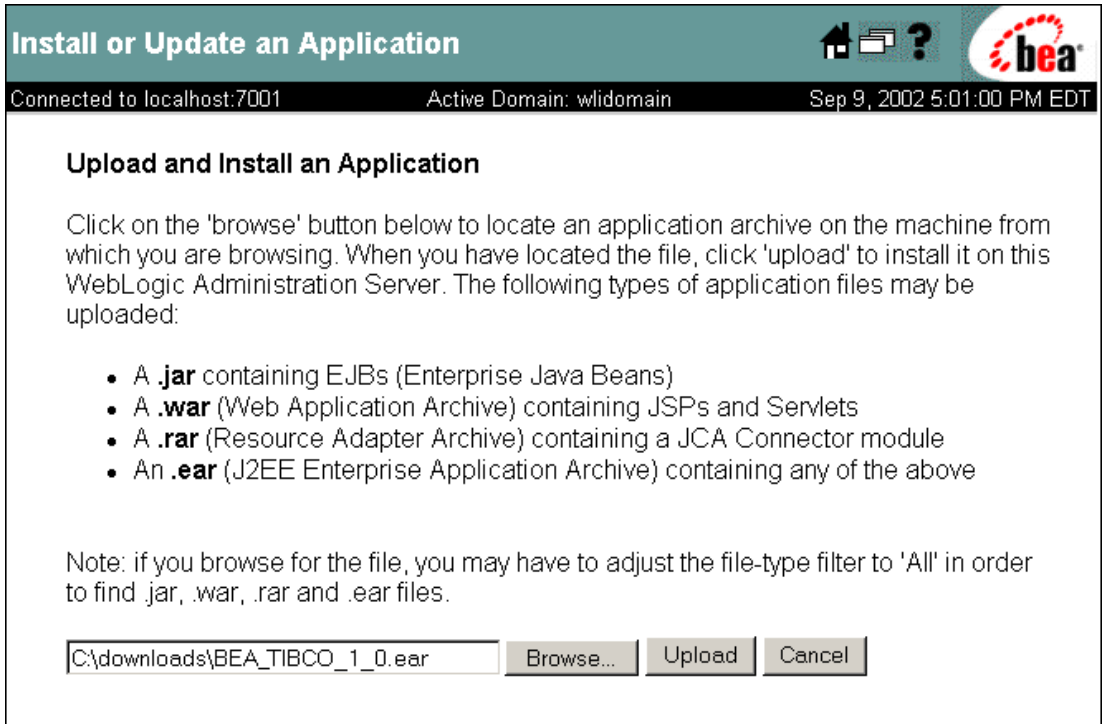 Install or Update an Application
bea
Connected to localhost:7001 Active Domain: wlidomain Sep 9, 2002 5:01:00 PM EDT
Upload and Install an Application
Click on the 'browse' button below to locate an application archive on the machine from
which you are browsing. When you have located the file, click 'upload' to install it on this
WebLogic Administration Server. The following types of application files may be
uploaded:
• A .jar containing EJBs (Enterprise Java Beans)
• A .war (Web Application Archive) containing JSPs and Servlets
• A .rar (Resource Adapter Archive) containing a JCA Connector module
• An .ear (J2EE Enterprise Application Archive) containing any of the above
Note: if you browse for the file, you may have to adjust the file-type filter to 'All' in order
to find .jar, .war, .rar and .ear files.
C:\downloads\BEA_TIBCO_1_0.ear Browse... Upload Cancel